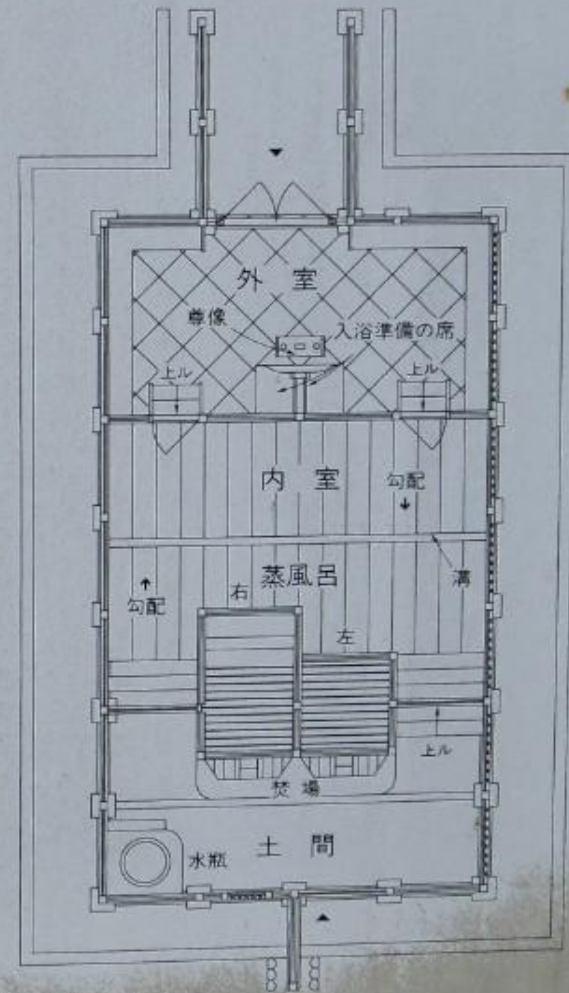 外室
尊像
入浴準備の席
上ル
上ル
内室
勾配
蒸風呂
溝
勾配
右
左
上ル
焚場
土間
水瓶